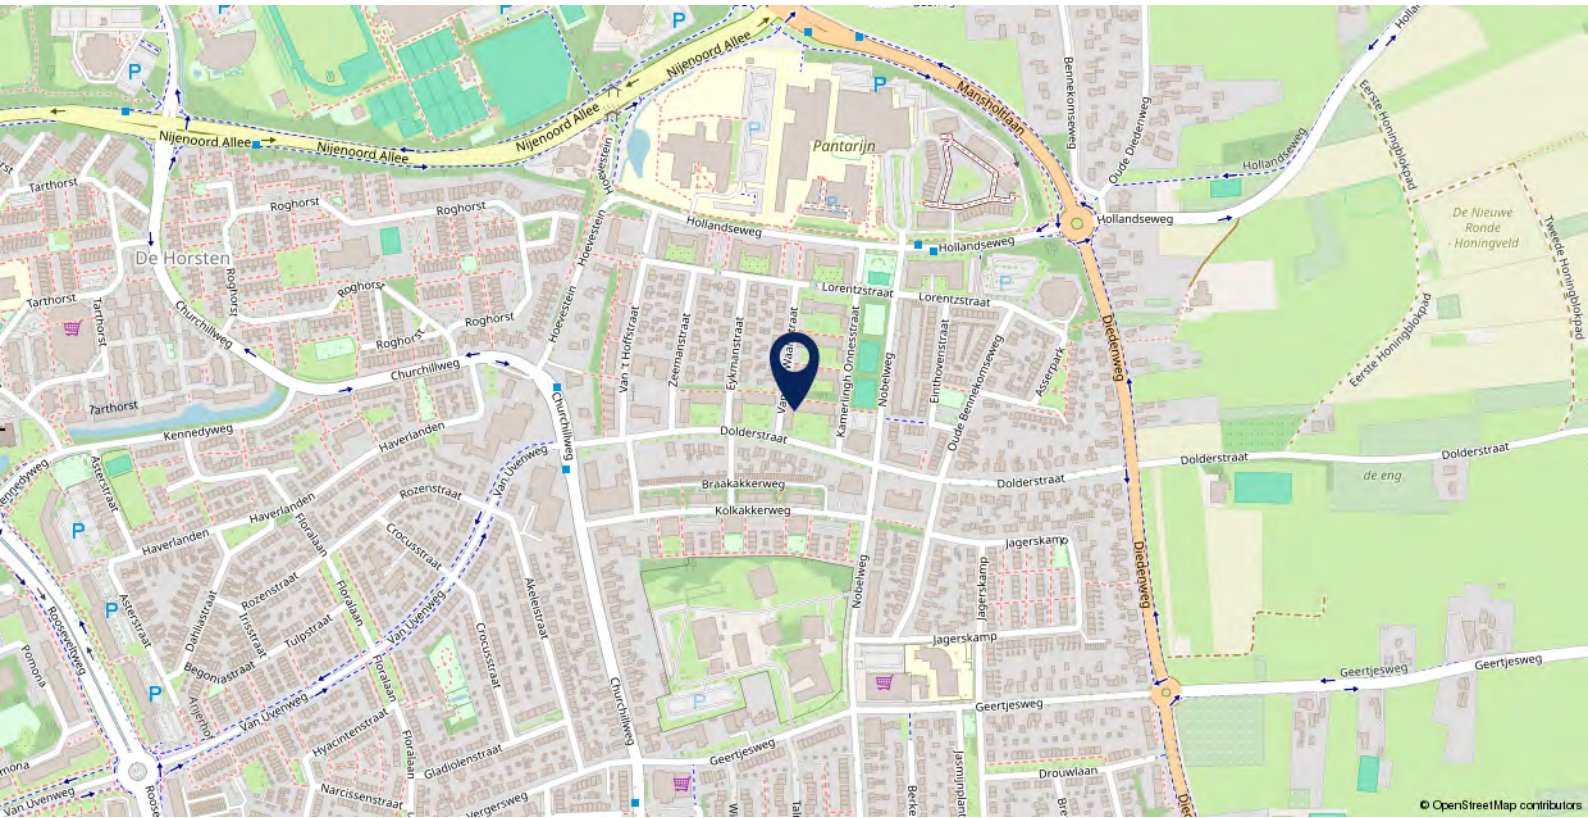 P
P
P
P
Nijenoord Allee
Nijenoord Allee
Nijenoord Allee
Nijenoord Allee
Mansholtlaan
Bennekomseweg
Oude Diedenweg
Hollandseweg
Eerste Honingblokpad
Tarthorst
Roghorst
Roghorst
Hoevestein
P
Pantarijn
P
Hollandseweg
Hollandseweg
Hollandseweg
De Nieuwe
Ronde
- Honingveld
Tweede Honingblokpad
De Horsten
Roghorst
Hoevestein
Roghorst
Tarthorst
Tarthorst
Churchillweg
Roghorst
Roghorst
Hoevestein
Lorentzstraat
Lorentzstraat
P
Van 't Hoffstraat
Zeemanstraat
Eykmanstraat
Kamerlingh Onnesstraat
Nobelweg
Einthovenstraat
Oude Bennekomseweg
Asserpark
Diedenweg
Eerste Honingblokpad
Churchillweg
Tarthorst
Kennedyweg
Haverlanden
Churchillweg
Van Uvenweg
Dolderstraat
Dolderstraat
Dolderstraat
Dolderstraat
de eng
Asterstraat
P
Haverlanden
Haverlanden
Rozenstraat
Braakakkerweg
Kolkakkerweg
Floralaan
Crocusstraat
Jagerskamp
Jagerskamp
Jagerskamp
Nobelweg
Diedenweg
Rozenstraat
Floralaan
Akeleistraat
P
Asterstraat
Dahliastraat
Irisstraat
Tulpstraat
Van Uvenweg
Crocusstraat
Rooseveltweg
Pomona
Begoniastraat
Floralaan
P
Anjerhof
Van Uvenweg
Churchillweg
P
Geertjesweg
Geertjesweg
Geertjesweg
Geertjesweg
Hyacintenstraat
Floralaan
Gladiolenstraat
Narcissenstraat
Van Uvenweg
Drouwlaan
© OpenStreetMap contributors